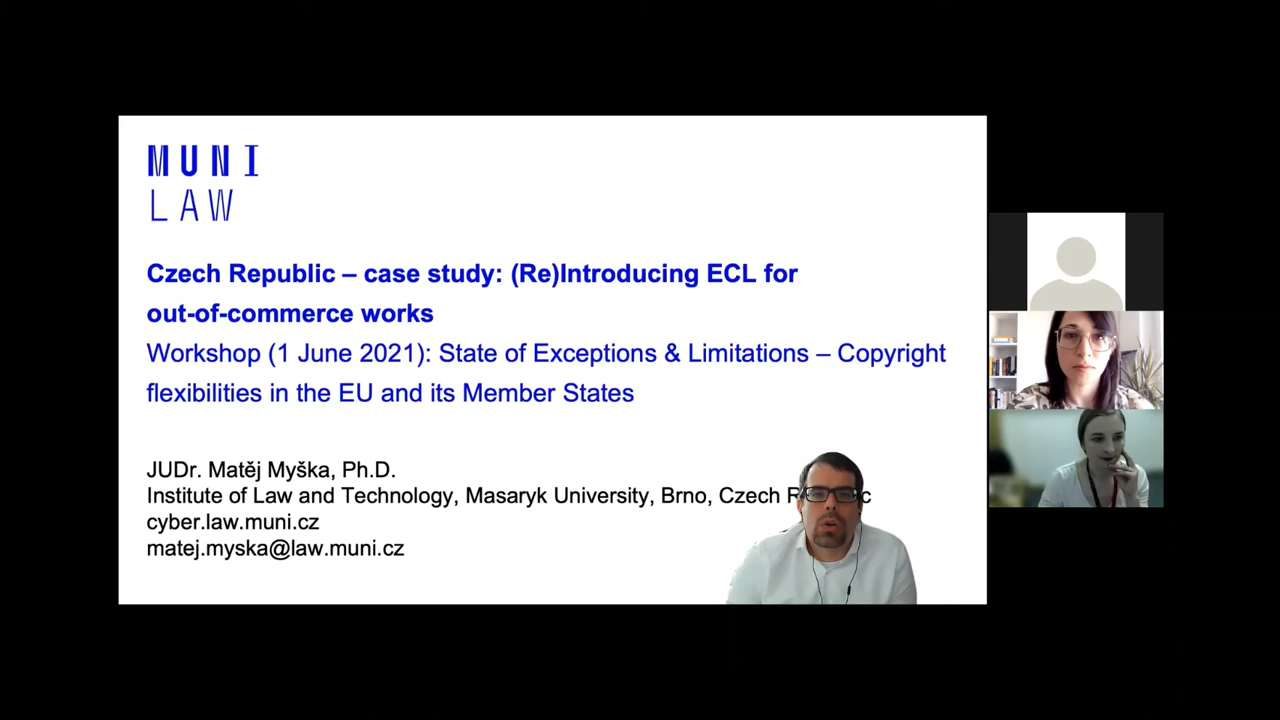 MUNI
LAW
Czech Republic – case study: (Re)Introducing ECL for
out-of-commerce works
Workshop (1 June 2021): State of Exceptions & Limitations – Copyright
flexibilities in the EU and its Member States
JUDr. Matěj Myška, Ph.D.
Institute of Law and Technology, Masaryk University, Brno, Czech
cyber.law.muni.cz
matej.myska@law.muni.cz